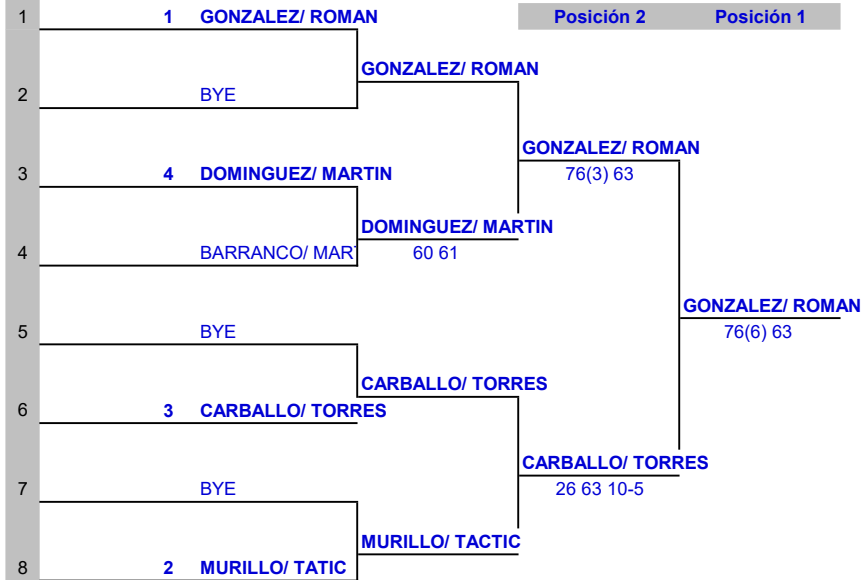 1 1 GONZALEZ/ ROMAN Posición 2 Posición 1
GONZALEZ/ ROMAN
2 BYE
GONZALEZ/ ROMAN
3 4 DOMINGUEZ/ MARTIN 76(3) 63
DOMINGUEZ/ MARTIN
4 BARRANCO/ MAR 60 61
GONZALEZ/ ROMAN
5 BYE 76(6) 63
CARBALLO/ TORRES
6 3 CARBALLO/ TORRES
CARBALLO/ TORRES
7 BYE 26 63 10-5
MURILLO/ TACTIC
8 2 MURILLO/ TATIC